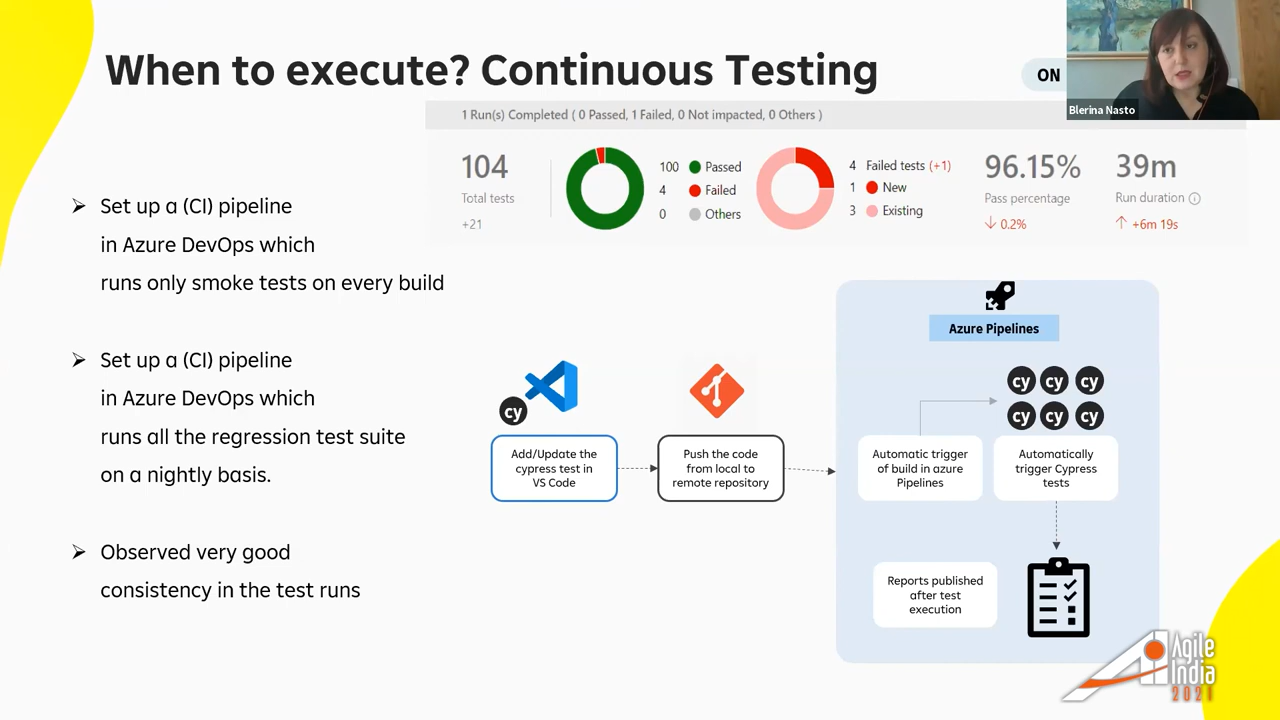 When to execute? Continuous Testing
ON
Blerina Nasto
1 Run(s) Completed ( 0 Passed, 1 Failed, 0 Not impacted, 0 Others )
104
Total tests
+21
100 Passed
4 Failed
0 Others
4 Failed tests (+1)
1 New
3 Existing
96.15%
Pass percentage
0.2%
39m
Run duration
+6m 19s
Set up a (CI) pipeline
in Azure DevOps which
runs only smoke tests on every build
Set up a (CI) pipeline
in Azure DevOps which
runs all the regression test suite
on a nightly basis.
Observed very good
consistency in the test runs
cy
Add/Update the
cypress test in
VS Code
Push the code
from local to
remote repository
Azure Pipelines
cy cy cy
cy cy cy
Automatic trigger
of build in azure
Pipelines
Automatically
trigger Cypress
tests
Reports published
after test
execution
Agile
India
2021